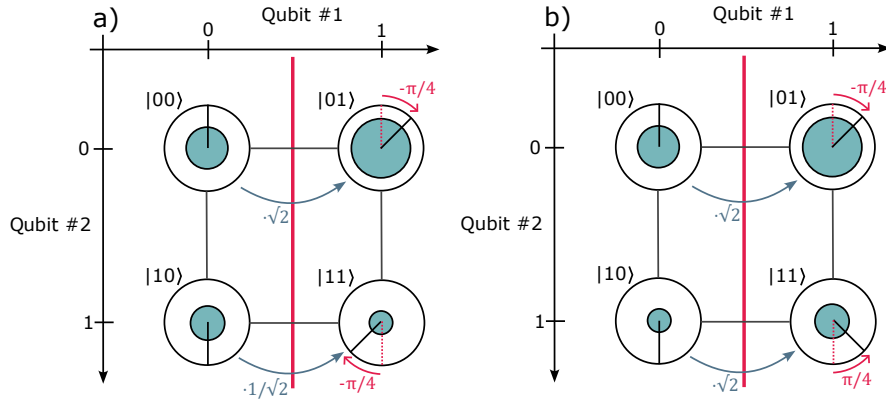 a)
Qubit #1
0
1
|00⟩
|01⟩
-π/4
0
·√2
Qubit #2
|10⟩
|11⟩
1
·1/√2
-π/4
b)
Qubit #1
0
1
|00⟩
|01⟩
-π/4
0
·√2
Qubit #2
|10⟩
|11⟩
1
·√2
π/4